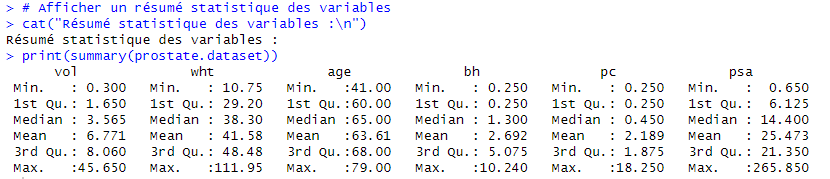 > # Afficher un résumé statistique des variables
> cat("Résumé statistique des variables :\n")
Résumé statistique des variables :
> print(summary(prostate.dataset))
      vol              wht              age              bh               pc              psa
 Min.   : 0.300   Min.   : 10.75   Min.   :41.00   Min.   : 0.250   Min.   : 0.250   Min.   :  0.650
 1st Qu.: 1.650   1st Qu.: 29.20   1st Qu.:60.00   1st Qu.: 0.250   1st Qu.: 0.250   1st Qu.:  6.125
 Median : 3.565   Median : 38.30   Median :65.00   Median : 1.300   Median : 0.450   Median : 14.400
 Mean   : 6.771   Mean   : 41.58   Mean   :63.61   Mean   : 2.692   Mean   : 2.189   Mean   : 25.473
 3rd Qu.: 8.060   3rd Qu.: 48.48   3rd Qu.:68.00   3rd Qu.: 5.075   3rd Qu.: 1.875   3rd Qu.: 21.350
 Max.   :45.650   Max.   :111.95   Max.   :79.00   Max.   :10.240   Max.   :18.250   Max.   :265.850